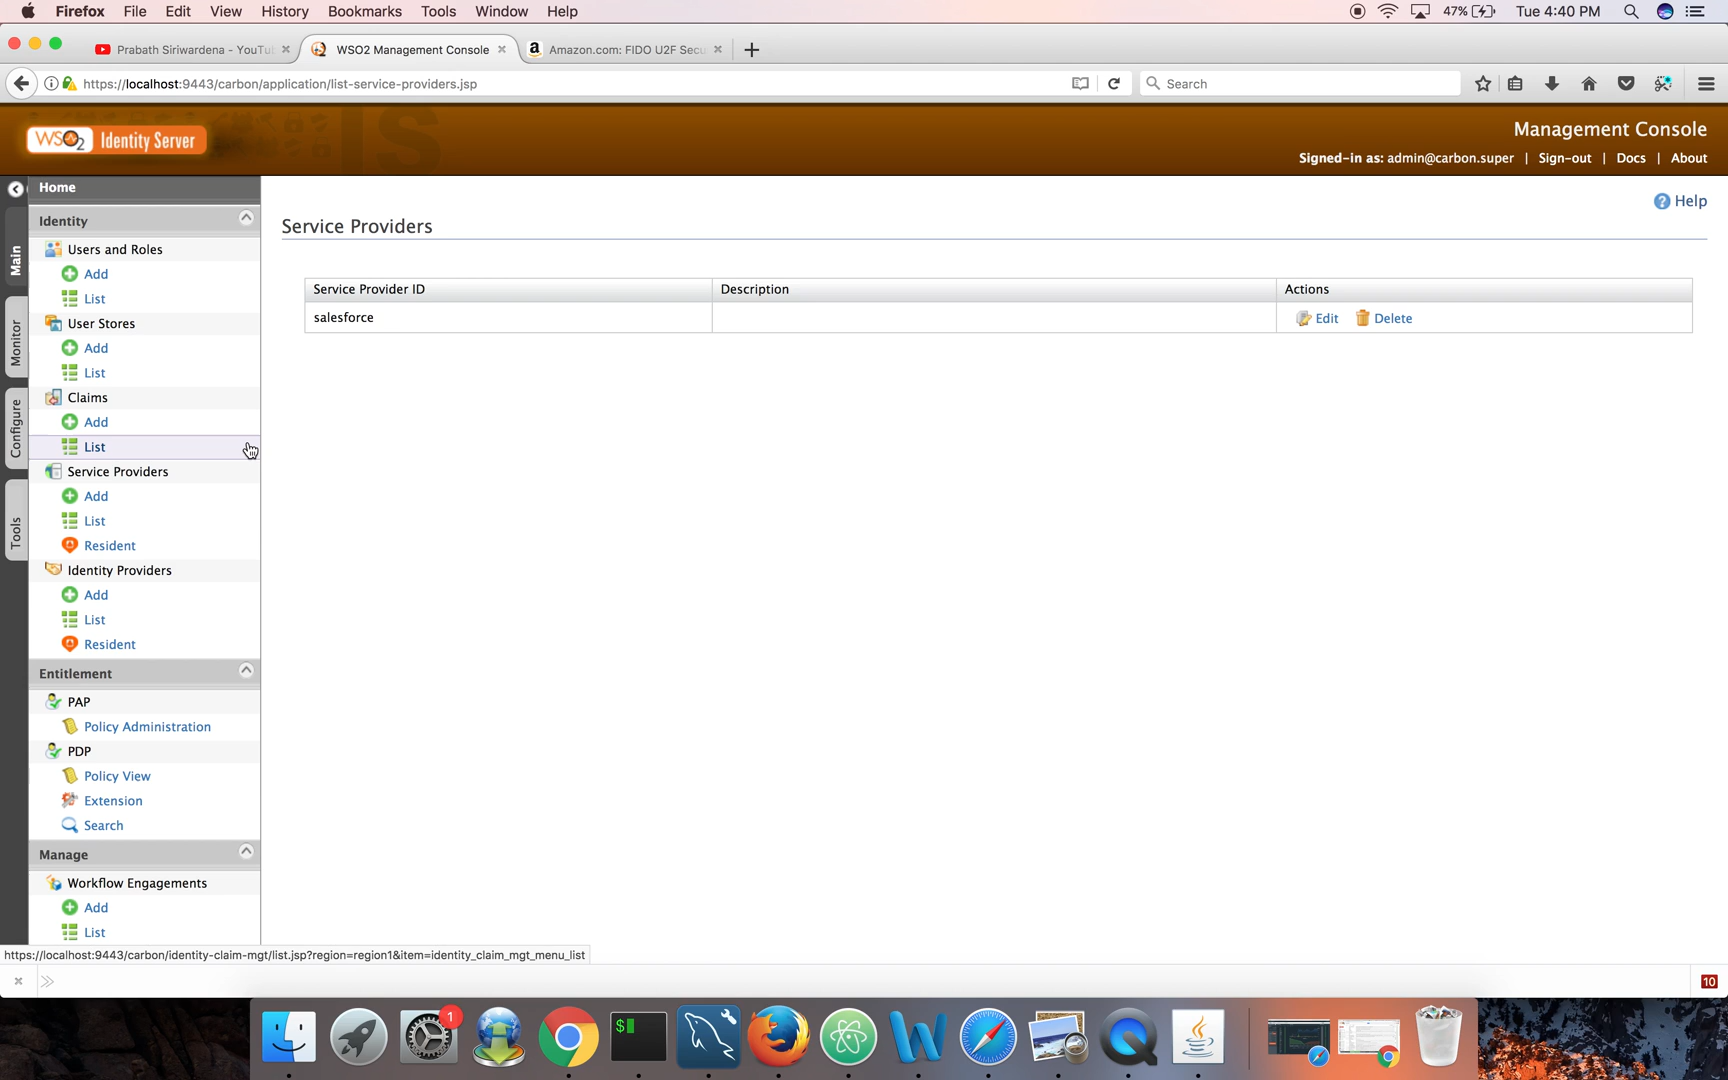 Firefox File Edit View History Bookmarks Tools Window Help 47% Tue 4:40 PM
Prabath Siriwardena - YouTu
WSO2 Management Console
Amazon.com: FIDO U2F Secu
https://localhost:9443/carbon/application/list-service-providers.jsp
Search
WSO2 Identity Server
Management Console
Signed-in as: admin@carbon.super | Sign-out | Docs | About
Main
Monitor
Configure
Tools
Home
Identity
Users and Roles
Add
List
User Stores
Add
List
Claims
Add
List
Service Providers
Add
List
Resident
Identity Providers
Add
List
Resident
Entitlement
PAP
Policy Administration
PDP
Policy View
Extension
Search
Manage
Workflow Engagements
Add
List
Help
Service Providers
Service Provider ID Description Actions
salesforce Edit Delete
https://localhost:9443/carbon/identity-claim-mgt/list.jsp?region=region1&item=identity_claim_mgt_menu_list
10
1
$
W